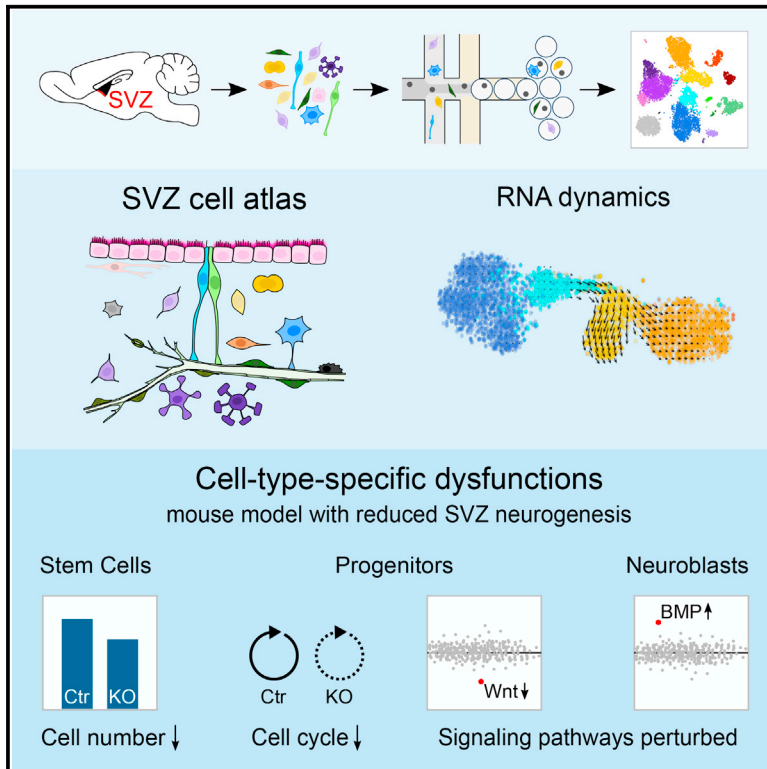 SVZ
SVZ cell atlas
RNA dynamics
Cell-type-specific dysfunctions
mouse model with reduced SVZ neurogenesis
Stem Cells
Progenitors
Neuroblasts
Ctr KO
Ctr KO
Wnt↓
BMP↑
Cell number ↓
Cell cycle ↓
Signaling pathways perturbed